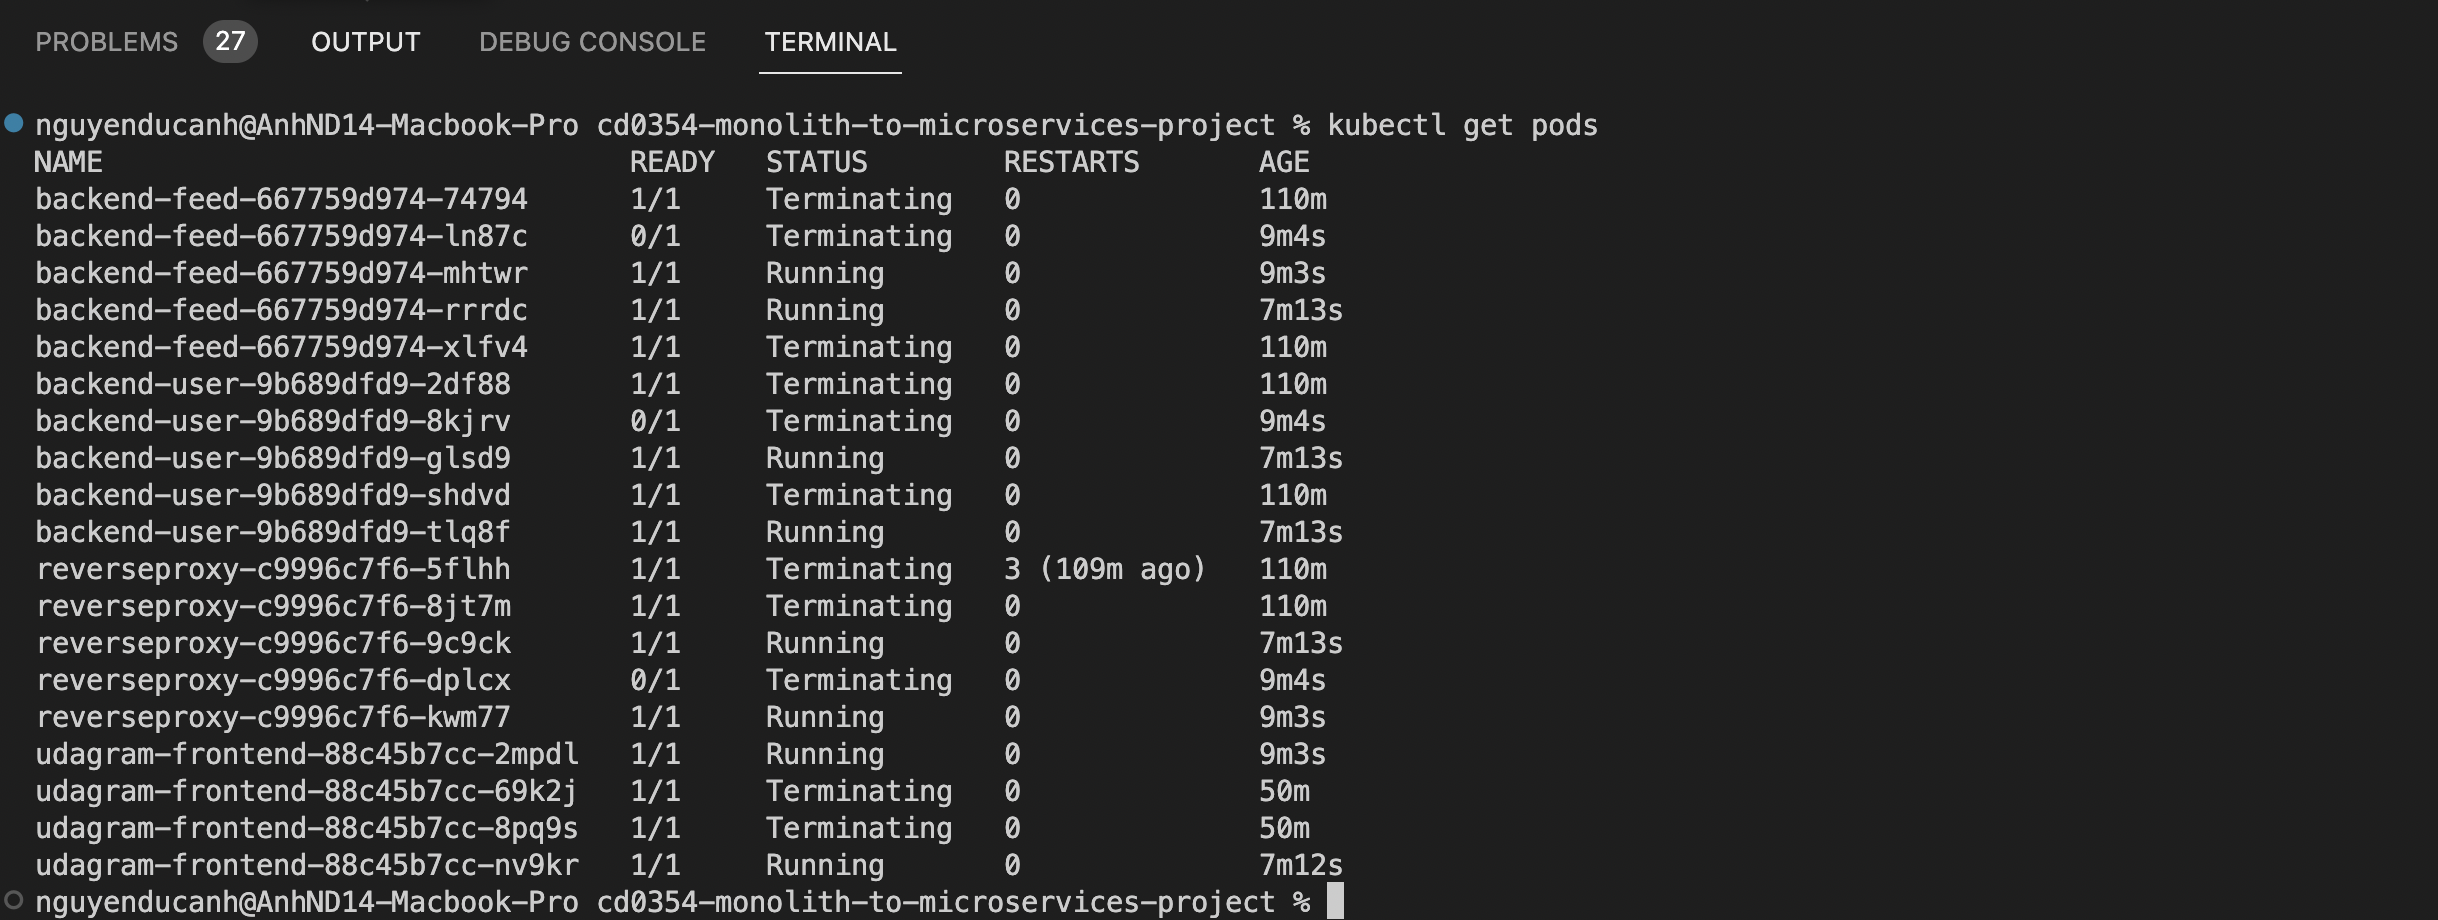 PROBLEMS 27 OUTPUT DEBUG CONSOLE TERMINAL
nguyenducanh@AnhND14-Macbook-Pro cd0354-monolith-to-microservices-project % kubectl get pods
NAME READY STATUS RESTARTS AGE
backend-feed-667759d974-74794 1/1 Terminating 0 110m
backend-feed-667759d974-ln87c 0/1 Terminating 0 9m4s
backend-feed-667759d974-mhtwr 1/1 Running 0 9m3s
backend-feed-667759d974-rrrdc 1/1 Running 0 7m13s
backend-feed-667759d974-xlfv4 1/1 Terminating 0 110m
backend-user-9b689dfd9-2df88 1/1 Terminating 0 110m
backend-user-9b689dfd9-8kjrv 0/1 Terminating 0 9m4s
backend-user-9b689dfd9-glsd9 1/1 Running 0 7m13s
backend-user-9b689dfd9-shdvd 1/1 Terminating 0 110m
backend-user-9b689dfd9-tlq8f 1/1 Running 0 7m13s
reverseproxy-c9996c7f6-5flhh 1/1 Terminating 3 (109m ago) 110m
reverseproxy-c9996c7f6-8jt7m 1/1 Terminating 0 110m
reverseproxy-c9996c7f6-9c9ck 1/1 Running 0 7m13s
reverseproxy-c9996c7f6-dplcx 0/1 Terminating 0 9m4s
reverseproxy-c9996c7f6-kwm77 1/1 Running 0 9m3s
udagram-frontend-88c45b7cc-2mpdl 1/1 Running 0 9m3s
udagram-frontend-88c45b7cc-69k2j 1/1 Terminating 0 50m
udagram-frontend-88c45b7cc-8pq9s 1/1 Terminating 0 50m
udagram-frontend-88c45b7cc-nv9kr 1/1 Running 0 7m12s
nguyenducanh@AnhND14-Macbook-Pro cd0354-monolith-to-microservices-project %